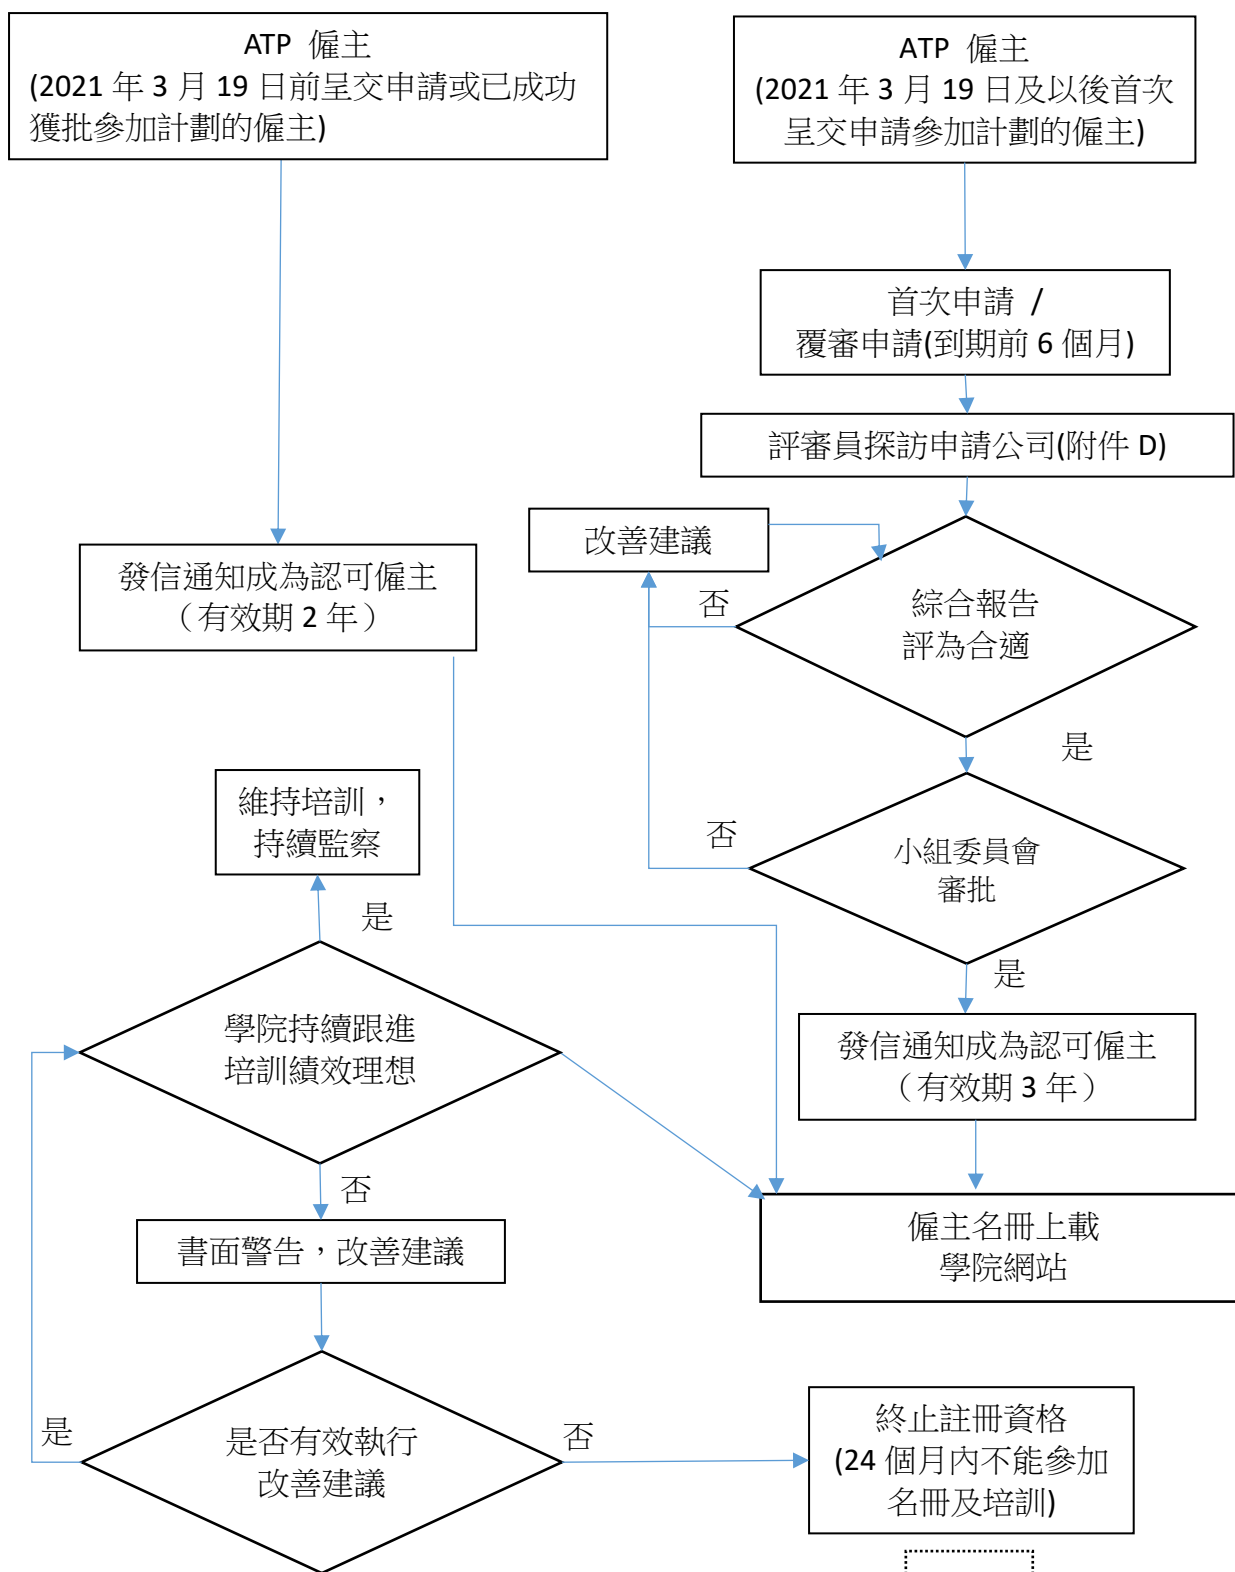 ATP 僱主
(2021 年 3 月 19 日前呈交申請或已成功
獲批參加計劃的僱主)
ATP 僱主
(2021 年 3 月 19 日及以後首次
呈交申請參加計劃的僱主)
首次申請 /
覆審申請(到期前 6 個月)
評審員探訪申請公司(附件 D)
改善建議
發信通知成為認可僱主
（有效期 2 年）
否
綜合報告
評為合適
是
維持培訓，
持續監察
否
小組委員會
審批
是
是
學院持續跟進
培訓績效理想
發信通知成為認可僱主
（有效期 3 年）
否
書面警告，改善建議
僱主名冊上載
學院網站
是
是否有效執行
改善建議
否
終止註冊資格
(24 個月內不能參加
名冊及培訓)